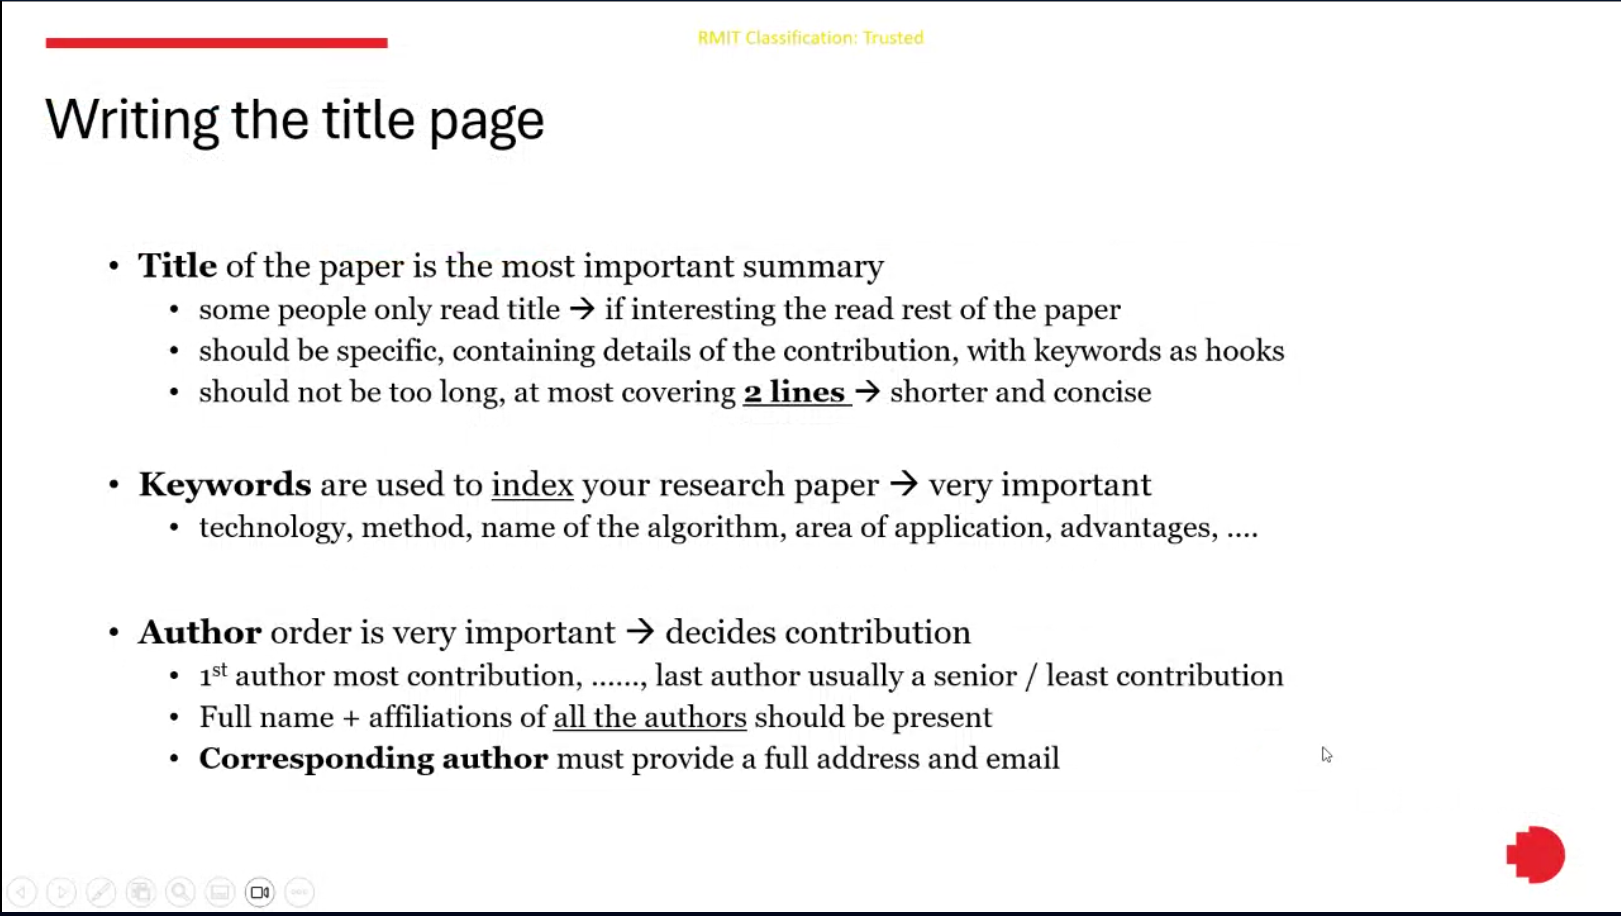 RMIT Classification: Trusted
Writing the title page
• Title of the paper is the most important summary
• some people only read title → if interesting the read rest of the paper
• should be specific, containing details of the contribution, with keywords as hooks
• should not be too long, at most covering 2 lines → shorter and concise
• Keywords are used to index your research paper → very important
• technology, method, name of the algorithm, area of application, advantages, ....
• Author order is very important → decides contribution
• 1st author most contribution, ......, last author usually a senior / least contribution
• Full name + affiliations of all the authors should be present
• Corresponding author must provide a full address and email